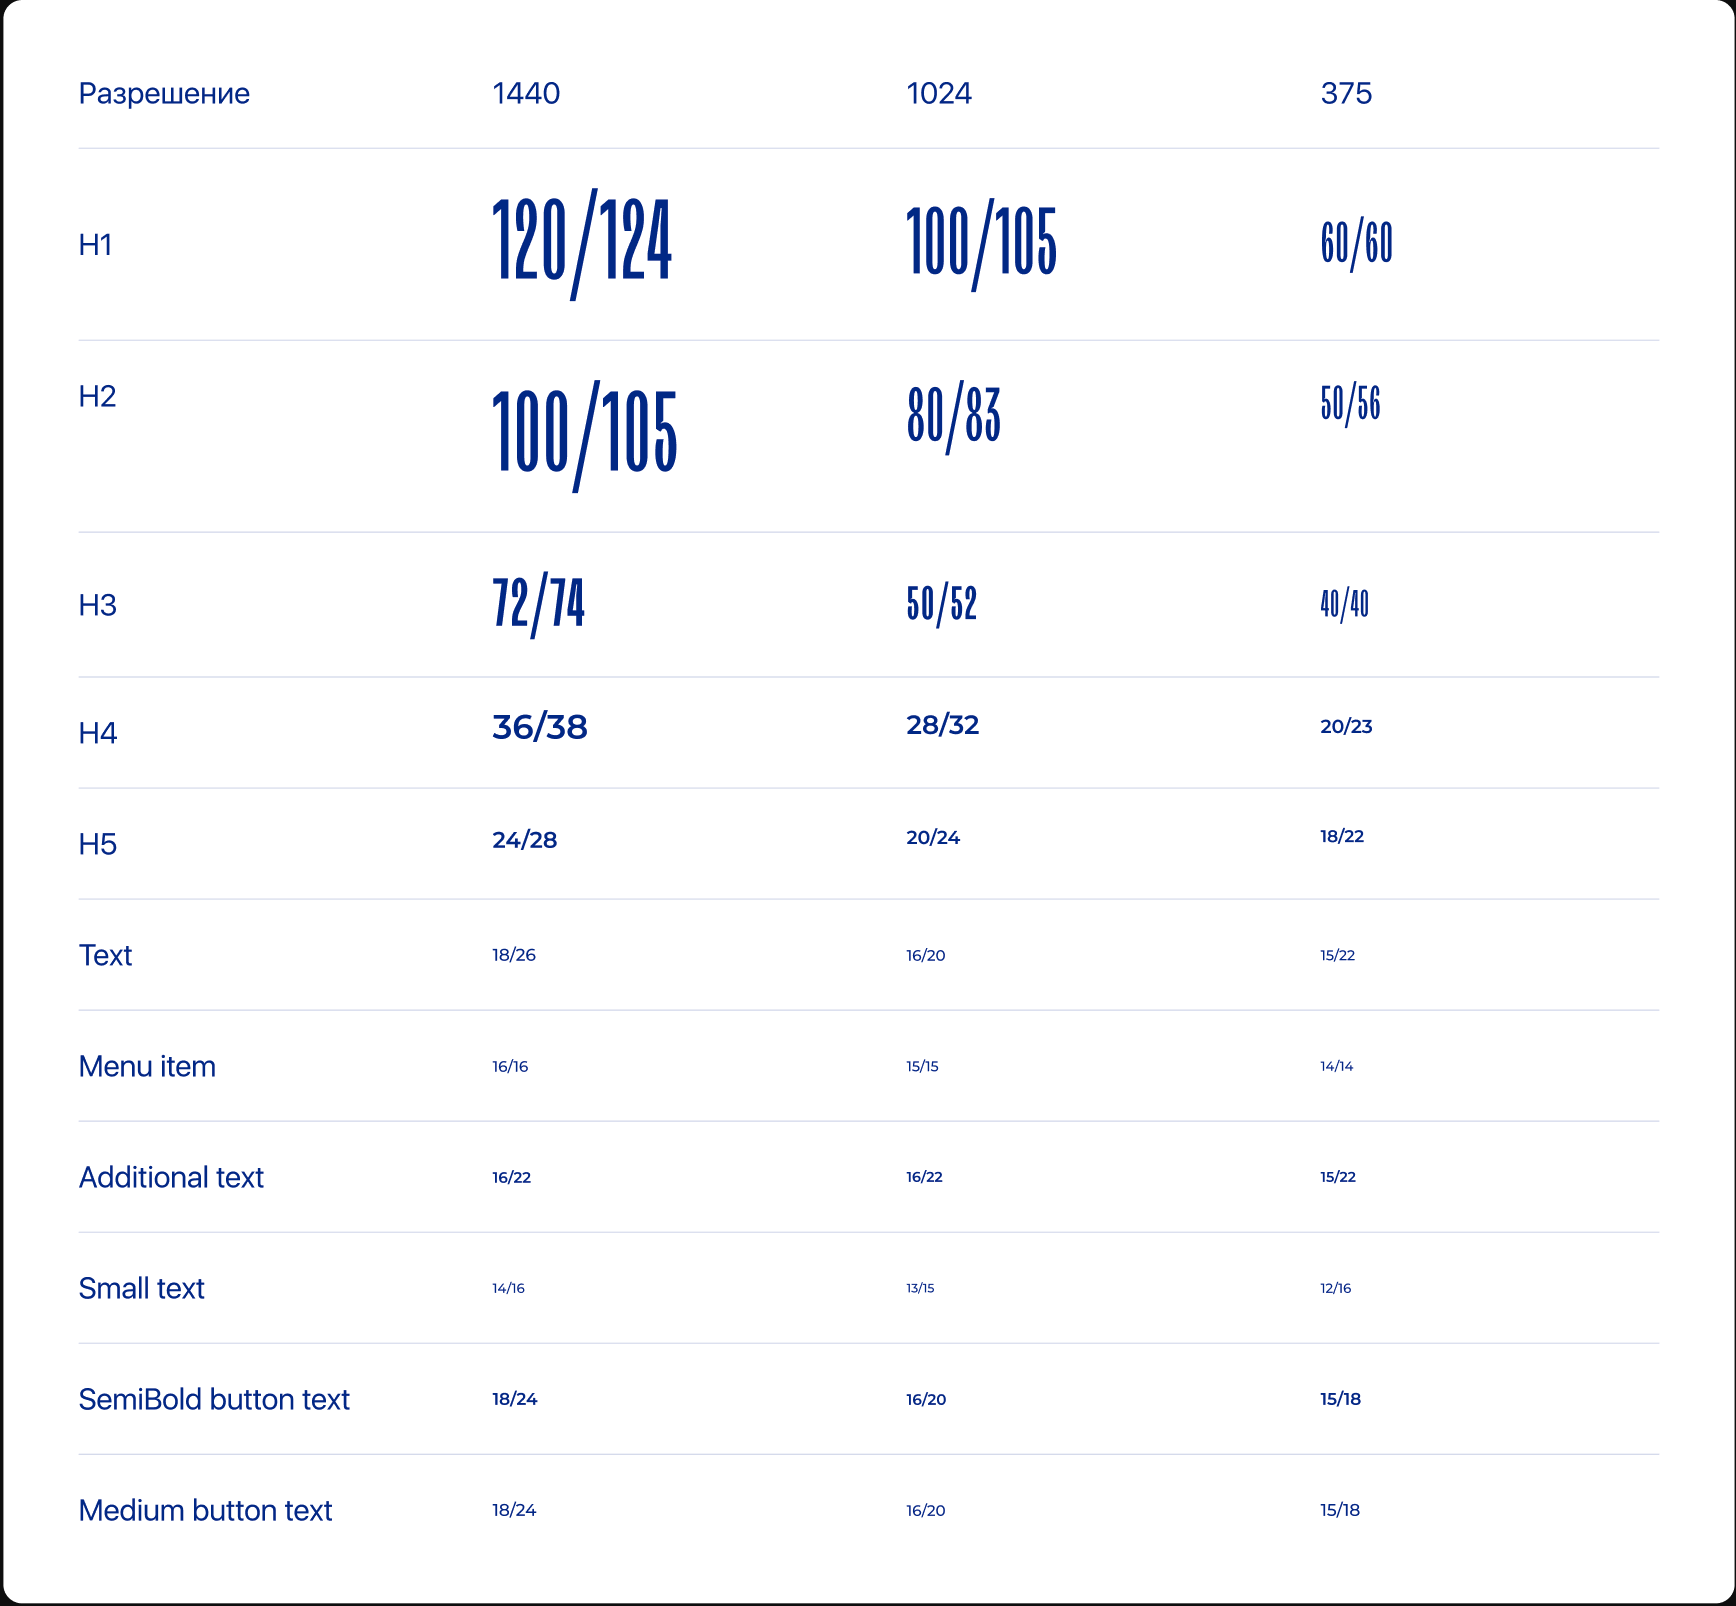 Разрешение 1440 1024 375
H1 120/124 100/105 60/60
H2 100/105 80/83 50/56
H3 72/74 50/52 40/40
H4 36/38 28/32 20/23
H5 24/28 20/24 18/22
Text 18/26 16/20 15/22
Menu item 16/16 15/15 14/14
Additional text 16/22 16/22 15/22
Small text 14/16 13/15 12/16
SemiBold button text 18/24 16/20 15/18
Medium button text 18/24 16/20 15/18